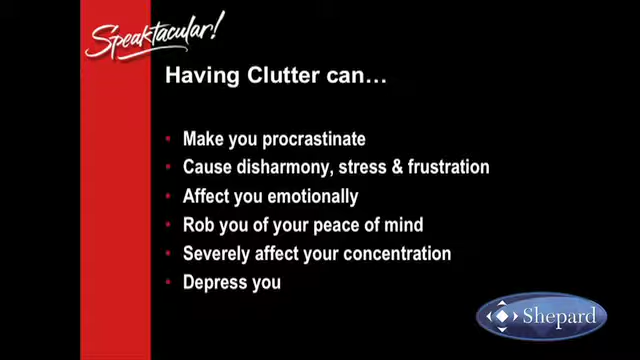 Speaktacular!
Having Clutter can…
• Make you procrastinate
• Cause disharmony, stress & frustration
• Affect you emotionally
• Rob you of your peace of mind
• Severely affect your concentration
• Depress you
Shepard